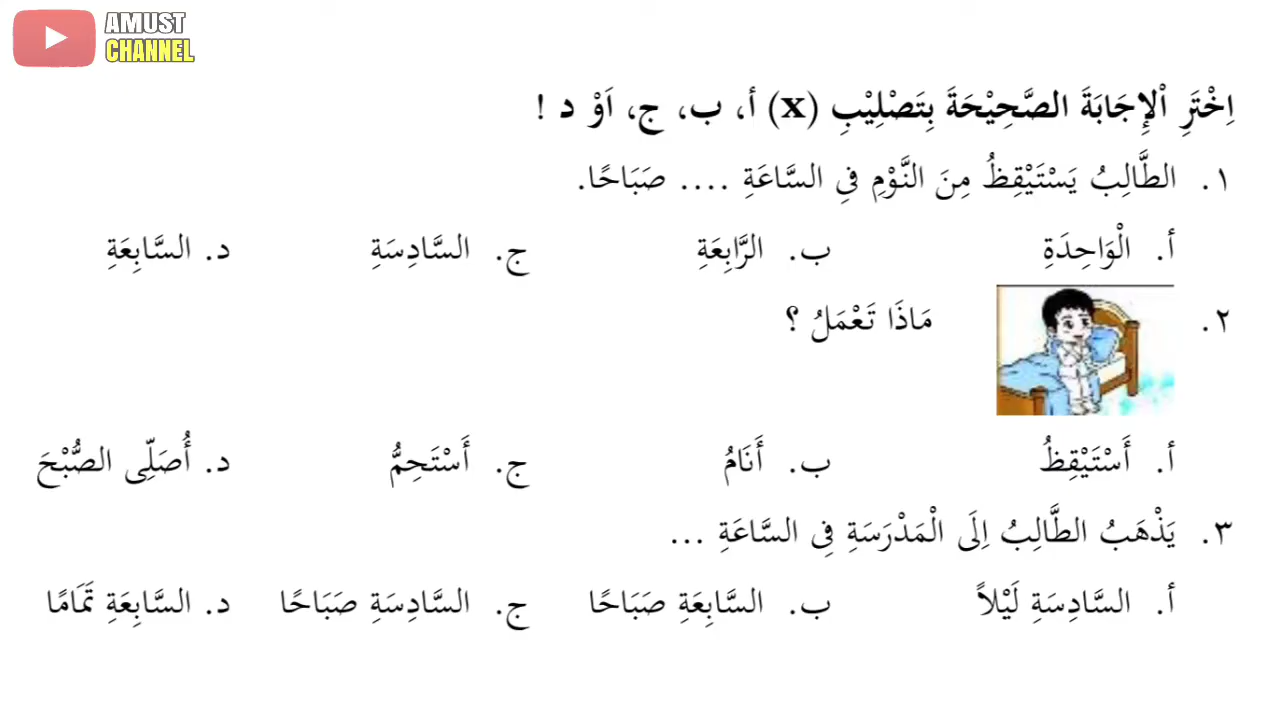 AMUST
CHANNEL
اِخْتَرِ اْلإِجَابَةَ الصَّحِيْحَةَ بِتَصْلِيْبِ (x) أ، ب، ج، اَوْ د !
١. الطَّالِبُ يَسْتَيْقِظُ مِنَ النَّوْمِ فِي السَّاعَةِ .... صَبَاحًا.
أ. الْوَاحِدَةِ ب. الرَّابِعَةِ ج. السَّادِسَةِ د. السَّابِعَةِ
٢. مَاذَا تَعْمَلُ ؟
أ. أَسْتَيْقِظُ ب. أَنَامُ ج. أَسْتَحِمُّ د. أُصَلِّى الصُّبْحَ
٣. يَذْهَبُ الطَّالِبُ اِلَى الْمَدْرَسَةِ فِى السَّاعَةِ ...
أ. السَّادِسَةِ لَيْلاً ب. السَّابِعَةِ صَبَاحًا ج. السَّادِسَةِ صَبَاحًا د. السَّابِعَةِ تَمَامًا